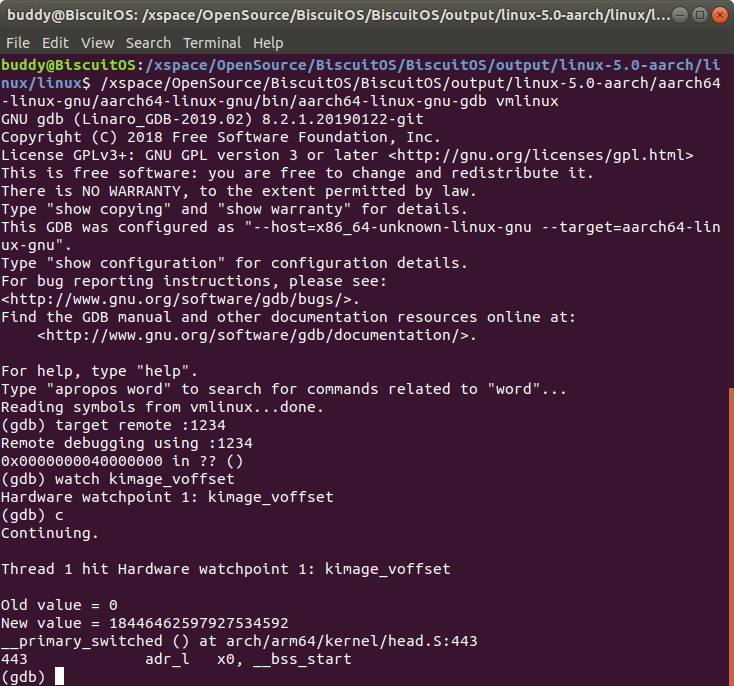 buddy@BiscuitOS: /xspace/OpenSource/BiscuitOS/BiscuitOS/output/linux-5.0-aarch/linux/l...
File Edit View Search Terminal Help
buddy@BiscuitOS:/xspace/OpenSource/BiscuitOS/BiscuitOS/output/linux-5.0-aarch/li
nux/linux$ /xspace/OpenSource/BiscuitOS/BiscuitOS/output/linux-5.0-aarch/aarch64
-linux-gnu/aarch64-linux-gnu/bin/aarch64-linux-gnu-gdb vmlinux
GNU gdb (Linaro_GDB-2019.02) 8.2.1.20190122-git
Copyright (C) 2018 Free Software Foundation, Inc.
License GPLv3+: GNU GPL version 3 or later <http://gnu.org/licenses/gpl.html>
This is free software: you are free to change and redistribute it.
There is NO WARRANTY, to the extent permitted by law.
Type "show copying" and "show warranty" for details.
This GDB was configured as "--host=x86_64-unknown-linux-gnu --target=aarch64-lin
ux-gnu".
Type "show configuration" for configuration details.
For bug reporting instructions, please see:
<http://www.gnu.org/software/gdb/bugs/>.
Find the GDB manual and other documentation resources online at:
    <http://www.gnu.org/software/gdb/documentation/>.

For help, type "help".
Type "apropos word" to search for commands related to "word"...
Reading symbols from vmlinux...done.
(gdb) target remote :1234
Remote debugging using :1234
0x0000000040000000 in ?? ()
(gdb) watch kimage_voffset
Hardware watchpoint 1: kimage_voffset
(gdb) c
Continuing.

Thread 1 hit Hardware watchpoint 1: kimage_voffset

Old value = 0
New value = 18446462597927534592
__primary_switched () at arch/arm64/kernel/head.S:443
443             adr_l   x0, __bss_start
(gdb)